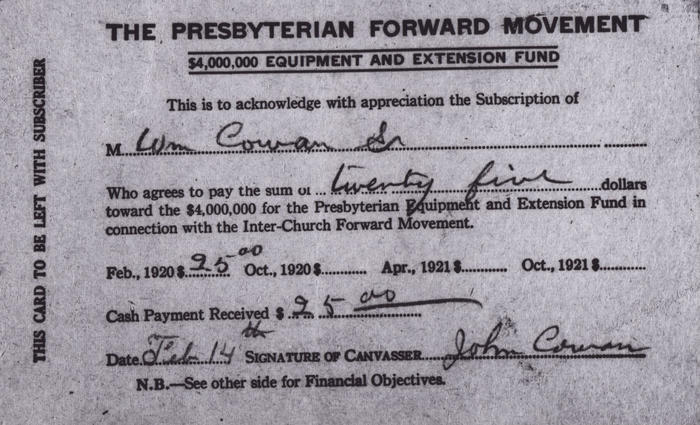 THE PRESBYTERIAN FORWARD MOVEMENT
$4,000,000 EQUIPMENT AND EXTENSION FUND
THIS CARD TO BE LEFT WITH SUBSCRIBER
This is to acknowledge with appreciation the Subscription of
M. Wm Cowan Sr
Who agrees to pay the sum of ... twenty five dollars
toward the $4,000,000 for the Presbyterian Equipment and Extension Fund in
connection with the Inter-Church Forward Movement.
Feb., 1920 $ 25 00 Oct., 1920 $............ Apr., 1921 $............ Oct., 1921 $............
Cash Payment Received $ 25 00
Date Feb 14th SIGNATURE OF CANVASSER John Cowan
N.B.—See other side for Financial Objectives.